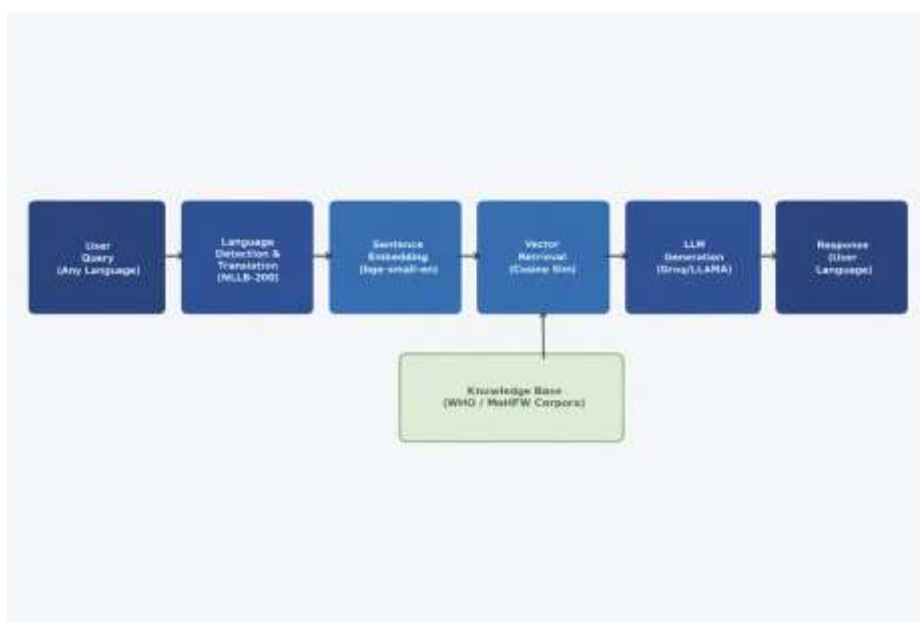 User
Query
(Any Language)
Language
Detection &
Translation
(NLLB-200)
Sentence
Embedding
(bge-small-en)
Vector
Retrieval
(Cosine Sim)
LLM
Generation
(Groq/LLAMA)
Response
(User
Language)
Knowledge Base
(WHO / MoHFW Corpora)